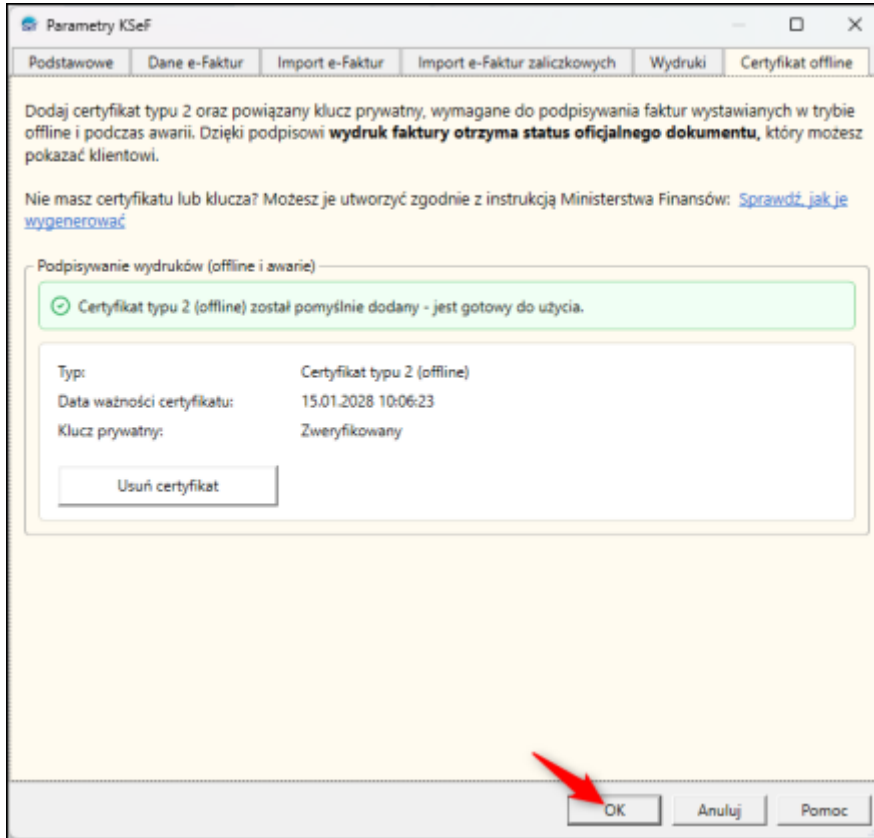 Parametry KSeF
Podstawowe Dane e-Faktur Import e-Faktur Import e-Faktur zaliczkowych Wydruki Certyfikat offline
Dodaj certyfikat typu 2 oraz powiązany klucz prywatny, wymagane do podpisywania faktur wystawianych w trybie
offline i podczas awarii. Dzięki podpisowi wydruk faktury otrzyma status oficjalnego dokumentu, który możesz
pokazać klientowi.
Nie masz certyfikatu lub klucza? Możesz je utworzyć zgodnie z instrukcją Ministerstwa Finansów: Sprawdź, jak je
wygenerować
Podpisywanie wydruków (offline i awarie)
Certyfikat typu 2 (offline) został pomyślnie dodany - jest gotowy do użycia.
Typ: Certyfikat typu 2 (offline)
Data ważności certyfikatu: 15.01.2028 10:06:23
Klucz prywatny: Zweryfikowany
Usuń certyfikat
OK Anuluj Pomoc